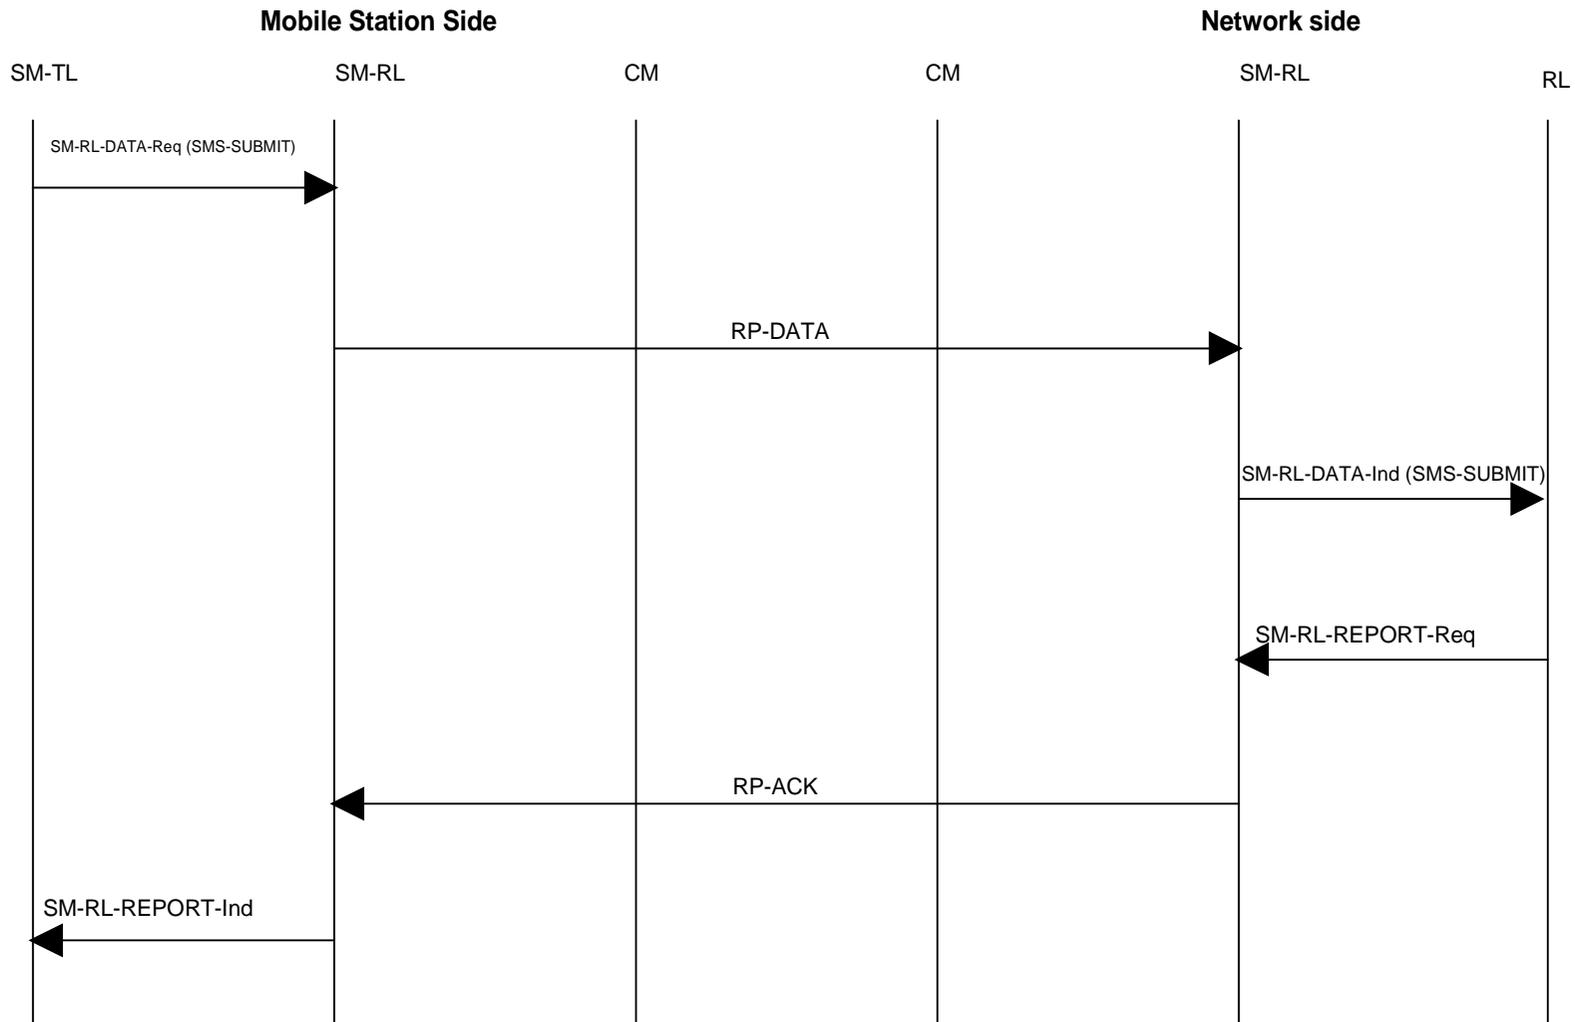 Mobile Station Side
Network side
SM-TL
SM-RL
CM
CM
SM-RL
RL
SM-RL-DATA-Req (SMS-SUBMIT)
RP-DATA
SM-RL-DATA-Ind (SMS-SUBMIT)
SM-RL-REPORT-Req
RP-ACK
SM-RL-REPORT-Ind